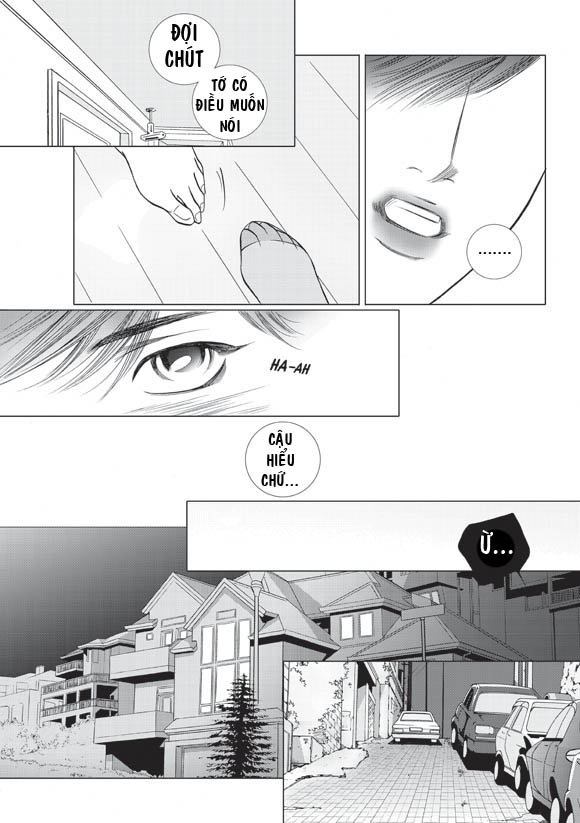 ĐỢI
CHÚT
TỚ CÓ
ĐIỀU MUỐN
NÓI
.......
HA-AH
CẬU
HIỂU
CHỨ...
Ừ...